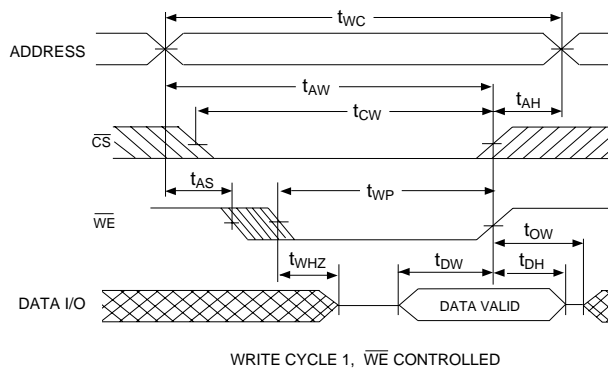 tWC
ADDRESS
tAW
tAH
tCW
CS
tAS
tWP
WE
tOW
tWHZ
tDW
tDH
DATA I/O
DATA VALID
WRITE CYCLE 1, WE CONTROLLED